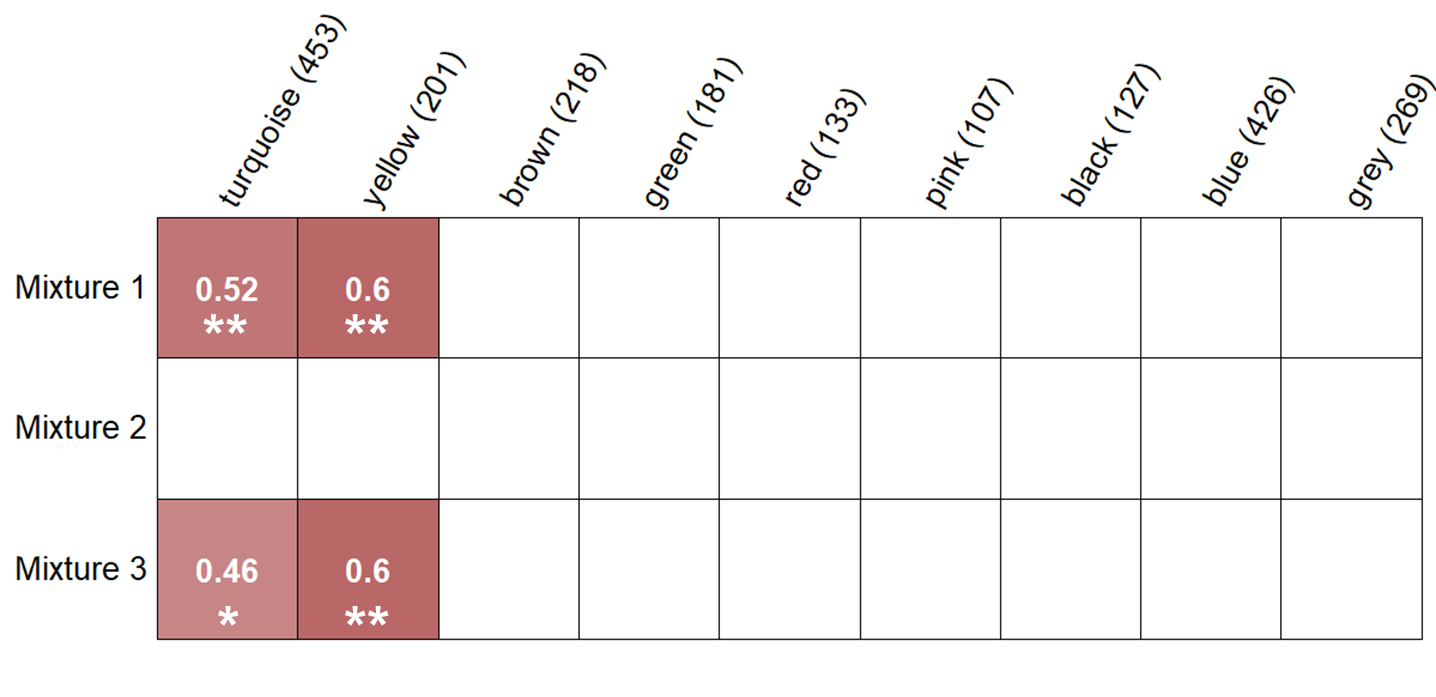 turquoise (453)
yellow (201)
brown (218)
green (181)
red (133)
pink (107)
black (127)
blue (426)
grey (269)
Mixture 1
0.52
**
0.6
**
Mixture 2
Mixture 3
0.46
*
0.6
**